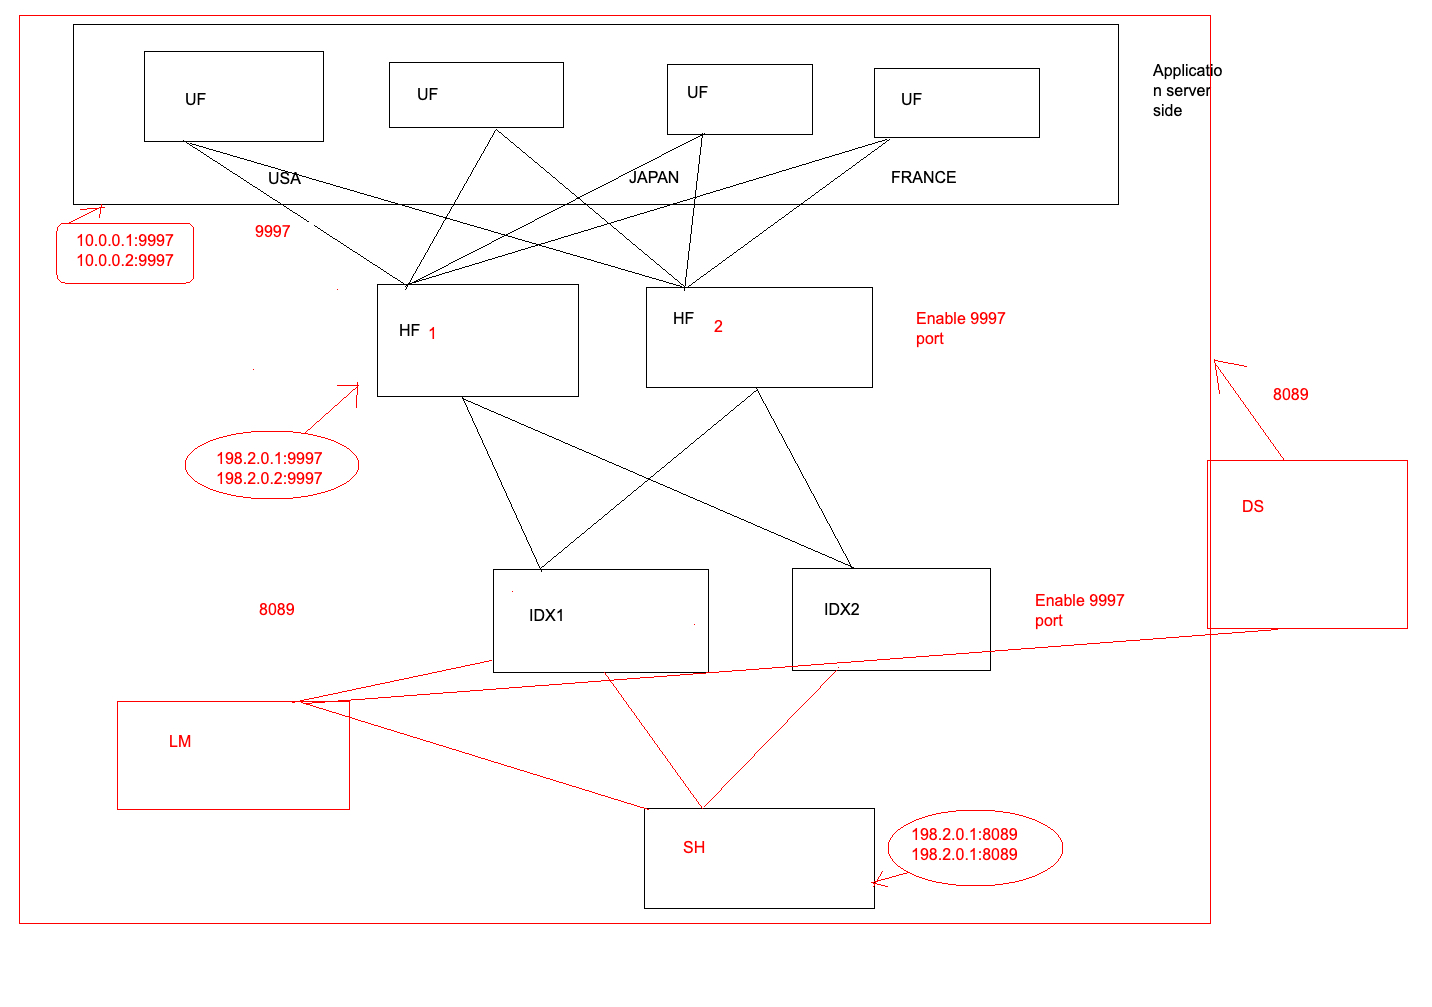 UF
UF
UF
UF
Applicatio
n server
side
USA
JAPAN
FRANCE
10.0.0.1:9997
10.0.0.2:9997
9997
HF 1
HF 2
Enable 9997
port
8089
198.2.0.1:9997
198.2.0.2:9997
DS
8089
IDX1
IDX2
Enable 9997
port
LM
SH
198.2.0.1:8089
198.2.0.1:8089